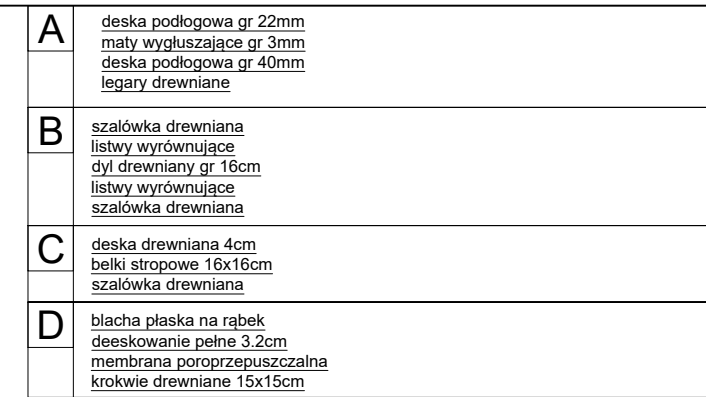 A
deska podłogowa gr 22mm
maty wygłuszające gr 3mm
deska podłogowa gr 40mm
legary drewniane
B
szalówka drewniana
listwy wyrównujące
dyl drewniany gr 16cm
listwy wyrównujące
szalówka drewniana
C
deska drewniana 4cm
belki stropowe 16x16cm
szalówka drewniana
D
blacha płaska na rąbek
deeskowanie pełne 3.2cm
membrana poroprzepuszczalna
krokwie drewniane 15x15cm